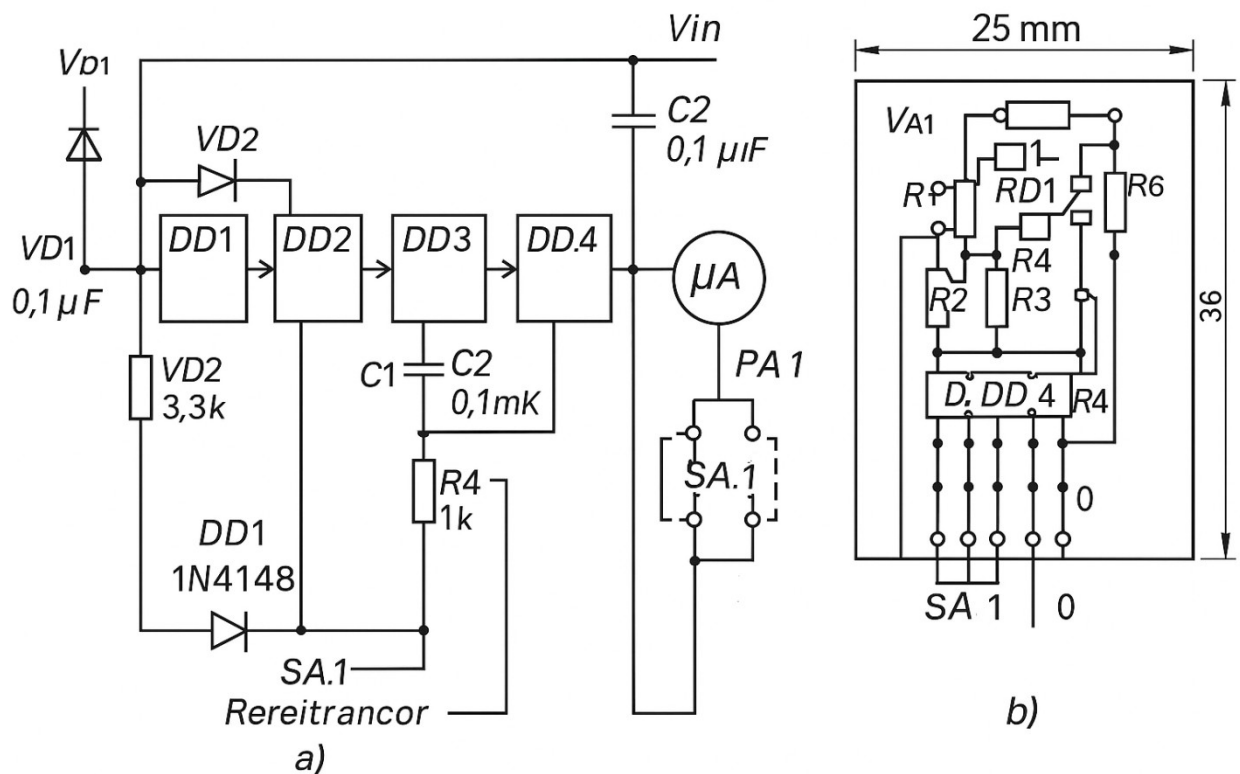 Vin
VD1
VD2
C2
0,1 µıF
DD1
DD2
DD3
DD.4
VD1
0,1 µF
µA
VD2
3,3k
C1
C2
0,1mK
PA 1
R4
1k
SA.1
DD1
1N4148
SA.1
Rereitrancor
a)
25 mm
VA1
1
RD1
R6
R1
R4
R2
R3
36
D. DD 4
R4
0
SA 1
0
b)